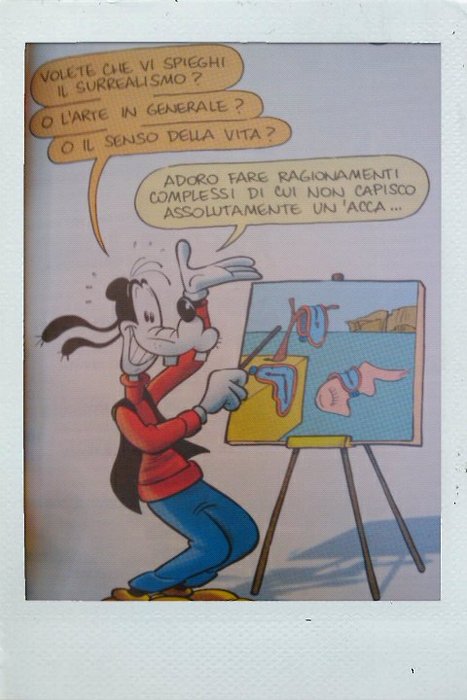 VOLETE CHE VI SPIEGHI
IL SURREALISMO?
O L'ARTE IN GENERALE?
O IL SENSO DELLA VITA?
ADORO FARE RAGIONAMENTI
COMPLESSI DI CUI NON CAPISCO
ASSOLUTAMENTE UN'ACCA...